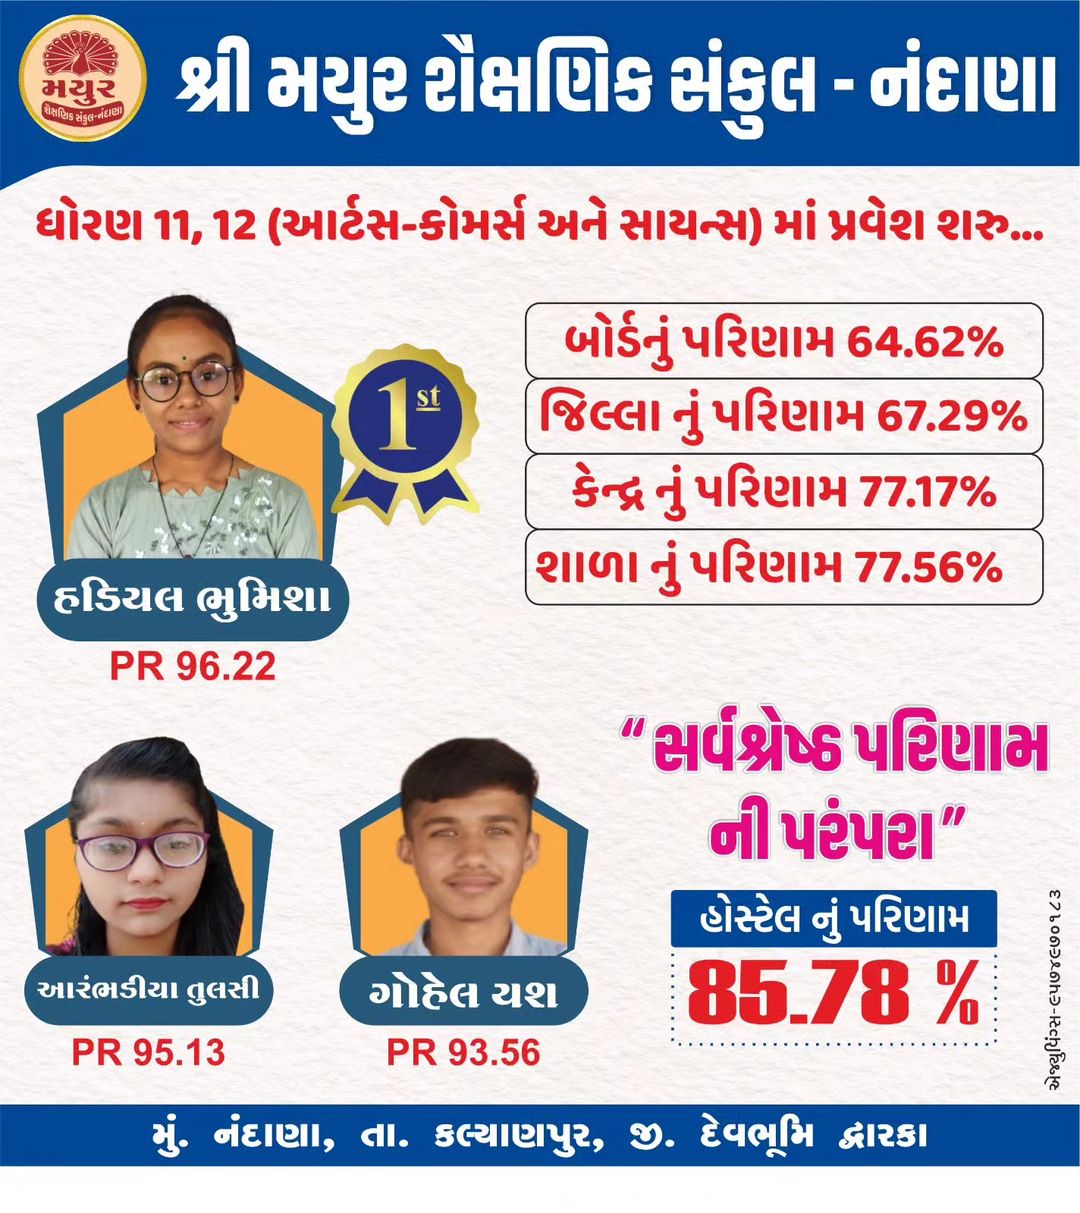 મયુર
શૈક્ષણિક સંકુલ-નંદાણા
શ્રી મયુર શૈક્ષણિક સંકુલ - નંદાણા
ધોરણ 11, 12 (આર્ટસ-કોમર્સ અને સાયન્સ) માં પ્રવેશ શરુ...
1st
હડિયલ ભુમિશા
PR 96.22
બોર્ડનું પરિણામ 64.62%
જિલ્લા નું પરિણામ 67.29%
કેન્દ્ર નું પરિણામ 77.17%
શાળા નું પરિણામ 77.56%
આરંભડીયા તુલસી
PR 95.13
ગોહેલ યશ
PR 93.56
“સર્વશ્રેષ્ઠ પરિણામ
ની પરંપરા”
હોસ્ટેલ નું પરિણામ
85.78 %
એજ્યુપિંગ્સ-૯૫૭૪૯૭૦૧૮૩
મું. નંદાણા, તા. કલ્યાણપુર, જી. દેવભૂમિ દ્વારકા